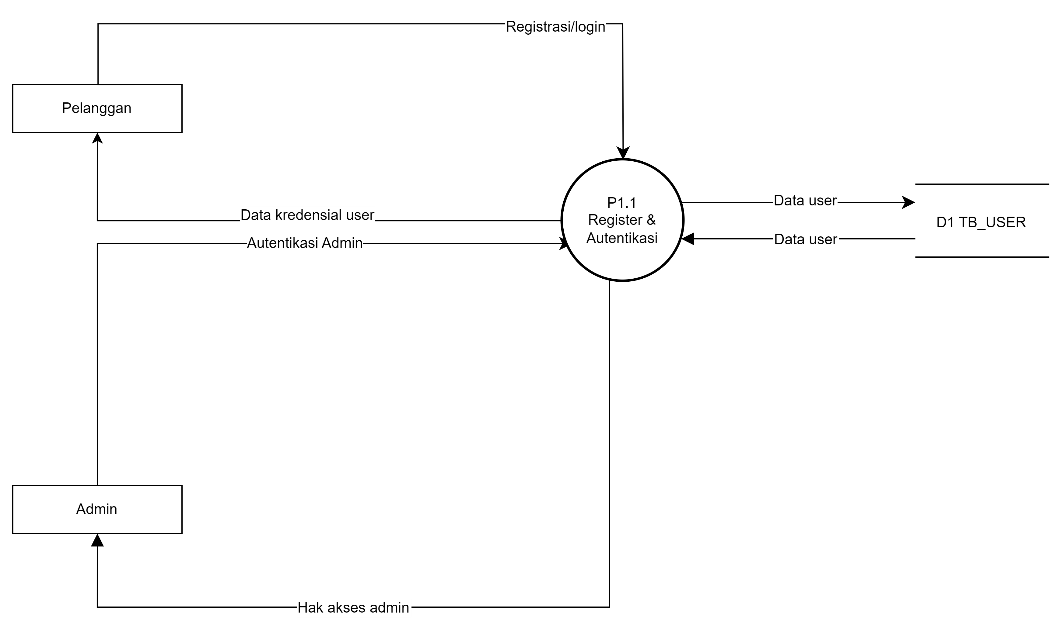 Registrasi/login
Pelanggan
P1.1
Register &
Autentikasi
Data user
Data kredensial user
D1 TB_USER
Autentikasi Admin
Data user
Admin
Hak akses admin